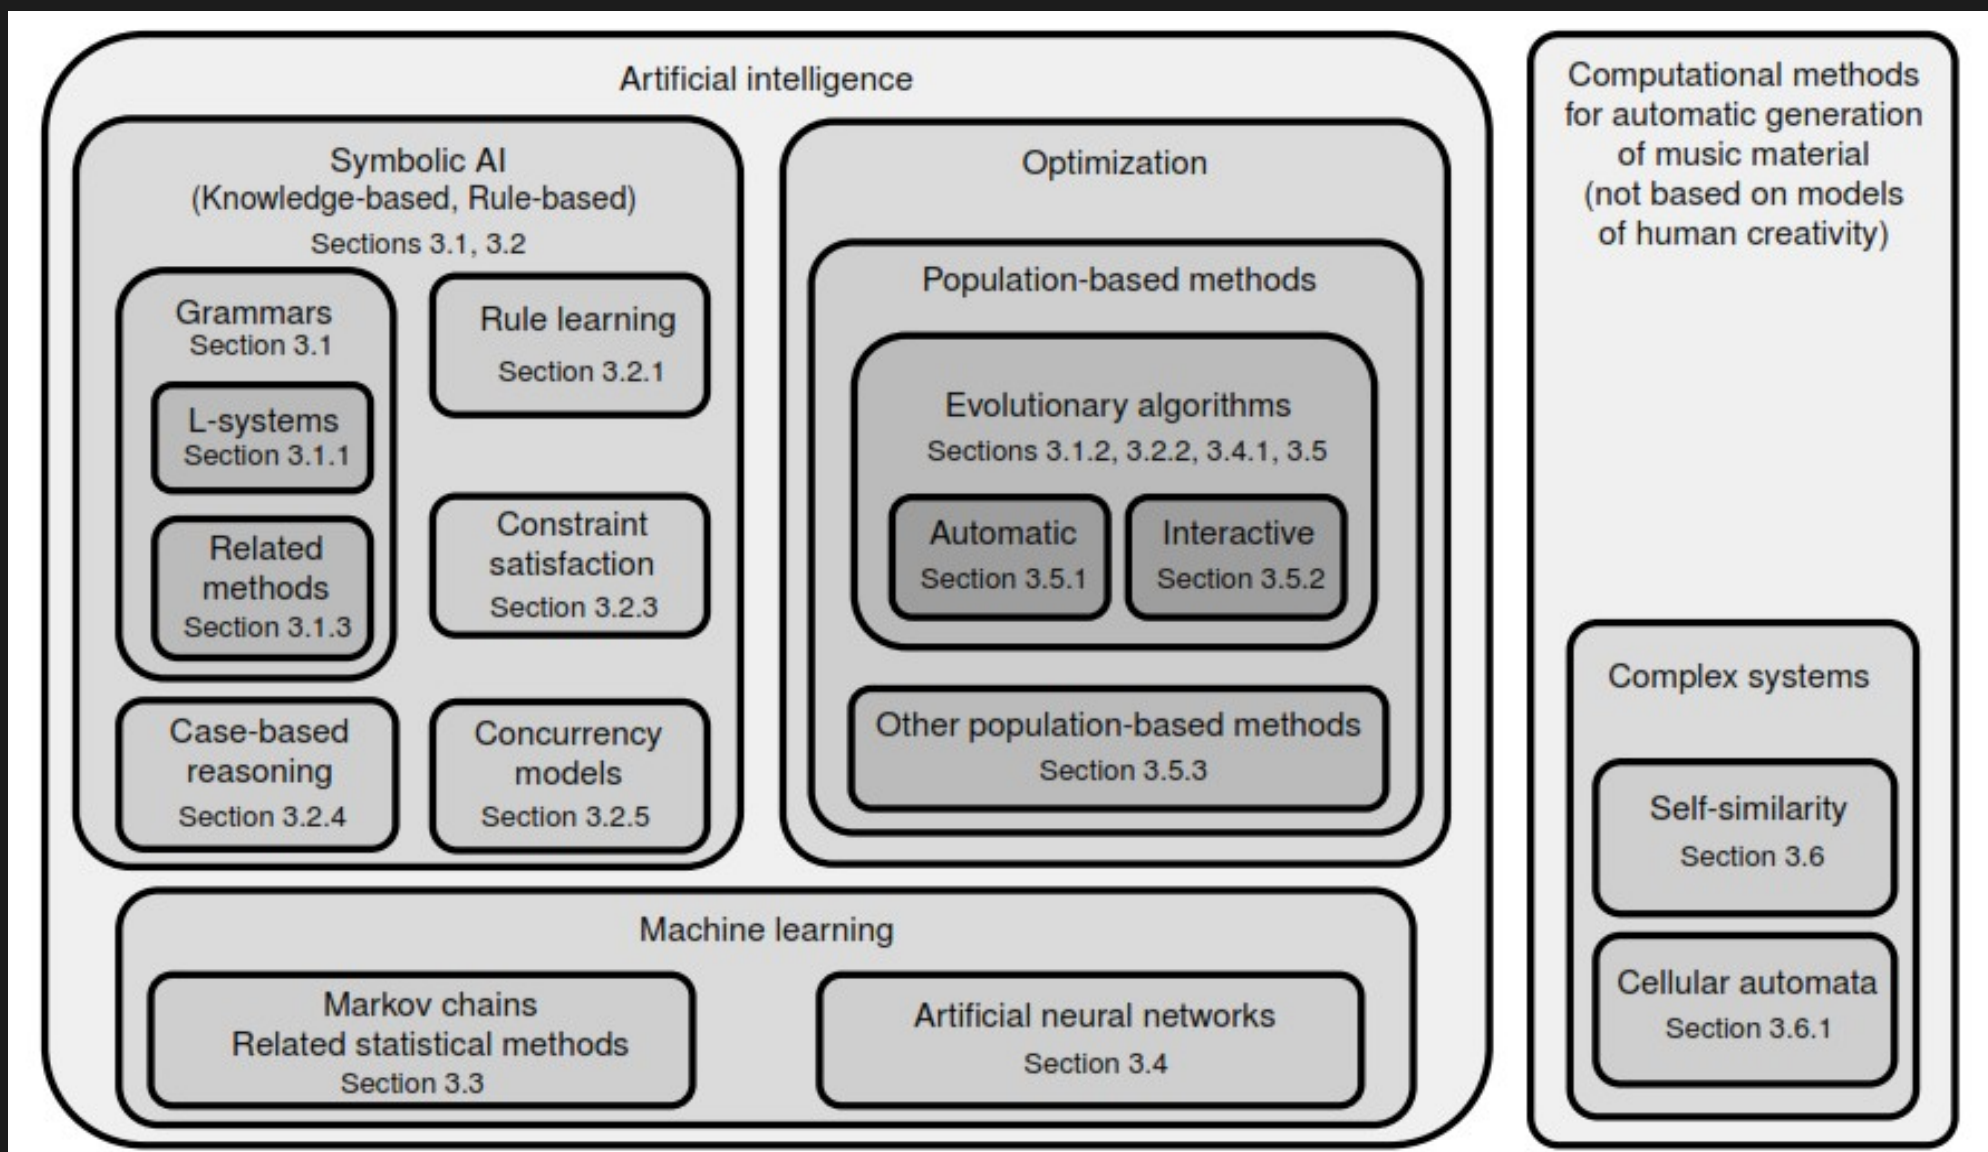 Artificial intelligence
Symbolic AI
(Knowledge-based, Rule-based)
Sections 3.1, 3.2
Grammars
Section 3.1
L-systems
Section 3.1.1
Related
methods
Section 3.1.3
Rule learning
Section 3.2.1
Constraint
satisfaction
Section 3.2.3
Case-based
reasoning
Section 3.2.4
Concurrency
models
Section 3.2.5
Optimization
Population-based methods
Evolutionary algorithms
Sections 3.1.2, 3.2.2, 3.4.1, 3.5
Automatic
Section 3.5.1
Interactive
Section 3.5.2
Other population-based methods
Section 3.5.3
Machine learning
Markov chains
Related statistical methods
Section 3.3
Artificial neural networks
Section 3.4
Computational methods
for automatic generation
of music material
(not based on models
of human creativity)
Complex systems
Self-similarity
Section 3.6
Cellular automata
Section 3.6.1